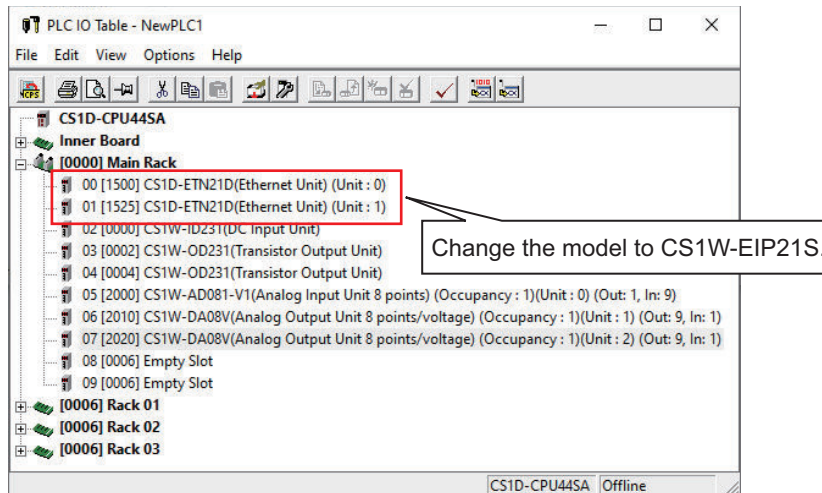 PLC IO Table - NewPLC1
File Edit View Options Help
NCPS
CS1D-CPU44SA
Inner Board
[0000] Main Rack
00 [1500] CS1D-ETN21D(Ethernet Unit) (Unit : 0)
01 [1525] CS1D-ETN21D(Ethernet Unit) (Unit : 1)
02 [0000] CS1W-ID231(DC Input Unit)
03 [0002] CS1W-OD231(Transistor Output Unit)
04 [0004] CS1W-OD231(Transistor Output Unit)
05 [2000] CS1W-AD081-V1(Analog Input Unit 8 points) (Occupancy : 1)(Unit : 0) (Out: 1, In: 9)
06 [2010] CS1W-DA08V(Analog Output Unit 8 points/voltage) (Occupancy : 1)(Unit : 1) (Out: 9, In: 1)
07 [2020] CS1W-DA08V(Analog Output Unit 8 points/voltage) (Occupancy : 1)(Unit : 2) (Out: 9, In: 1)
08 [0006] Empty Slot
09 [0006] Empty Slot
[0006] Rack 01
[0006] Rack 02
[0006] Rack 03
Change the model to CS1W-EIP21S.
CS1D-CPU44SA Offline